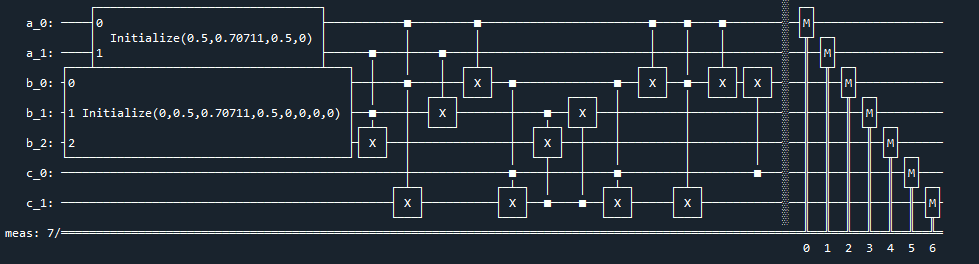 a_0: 0 M
Initialize(0.5,0.70711,0.5,0)
a_1: 1 M
b_0: 0 X X X X M
b_1: 1 Initialize(0,0.5,0.70711,0.5,0,0,0,0) X X M
b_2: 2 X X M
c_0: M
c_1: X X X X M
meas: 7/
0 1 2 3 4 5 6